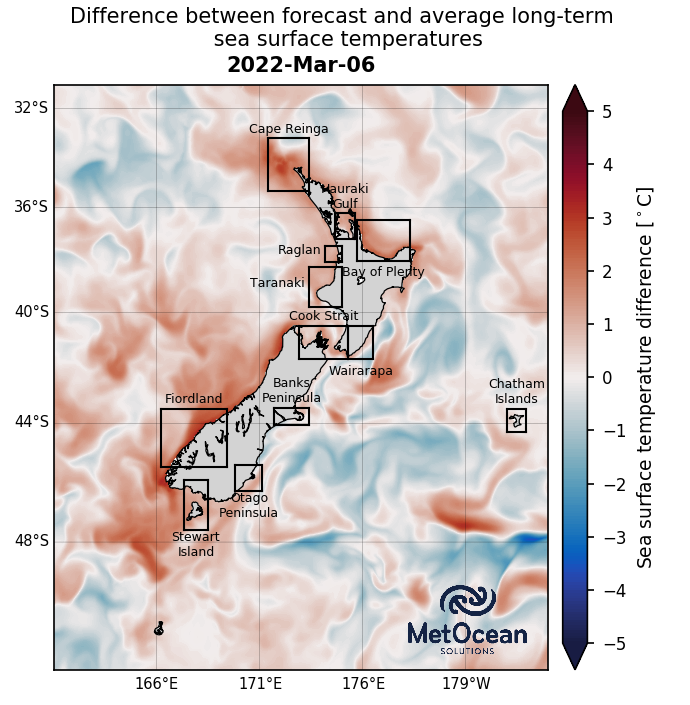 Difference between forecast and average long-term
sea surface temperatures
2022-Mar-06
32°S
36°S
40°S
44°S
48°S
166°E
171°E
176°E
179°W
Cape Reinga
Hauraki
Gulf
Raglan
Bay of Plenty
Taranaki
Cook Strait
Wairarapa
Banks
Peninsula
Fiordland
Chatham
Islands
Otago
Peninsula
Stewart
Island
MetOcean
SOLUTIONS
5
4
3
2
1
0
−1
−2
−3
−4
−5
Sea surface temperature difference [°C]